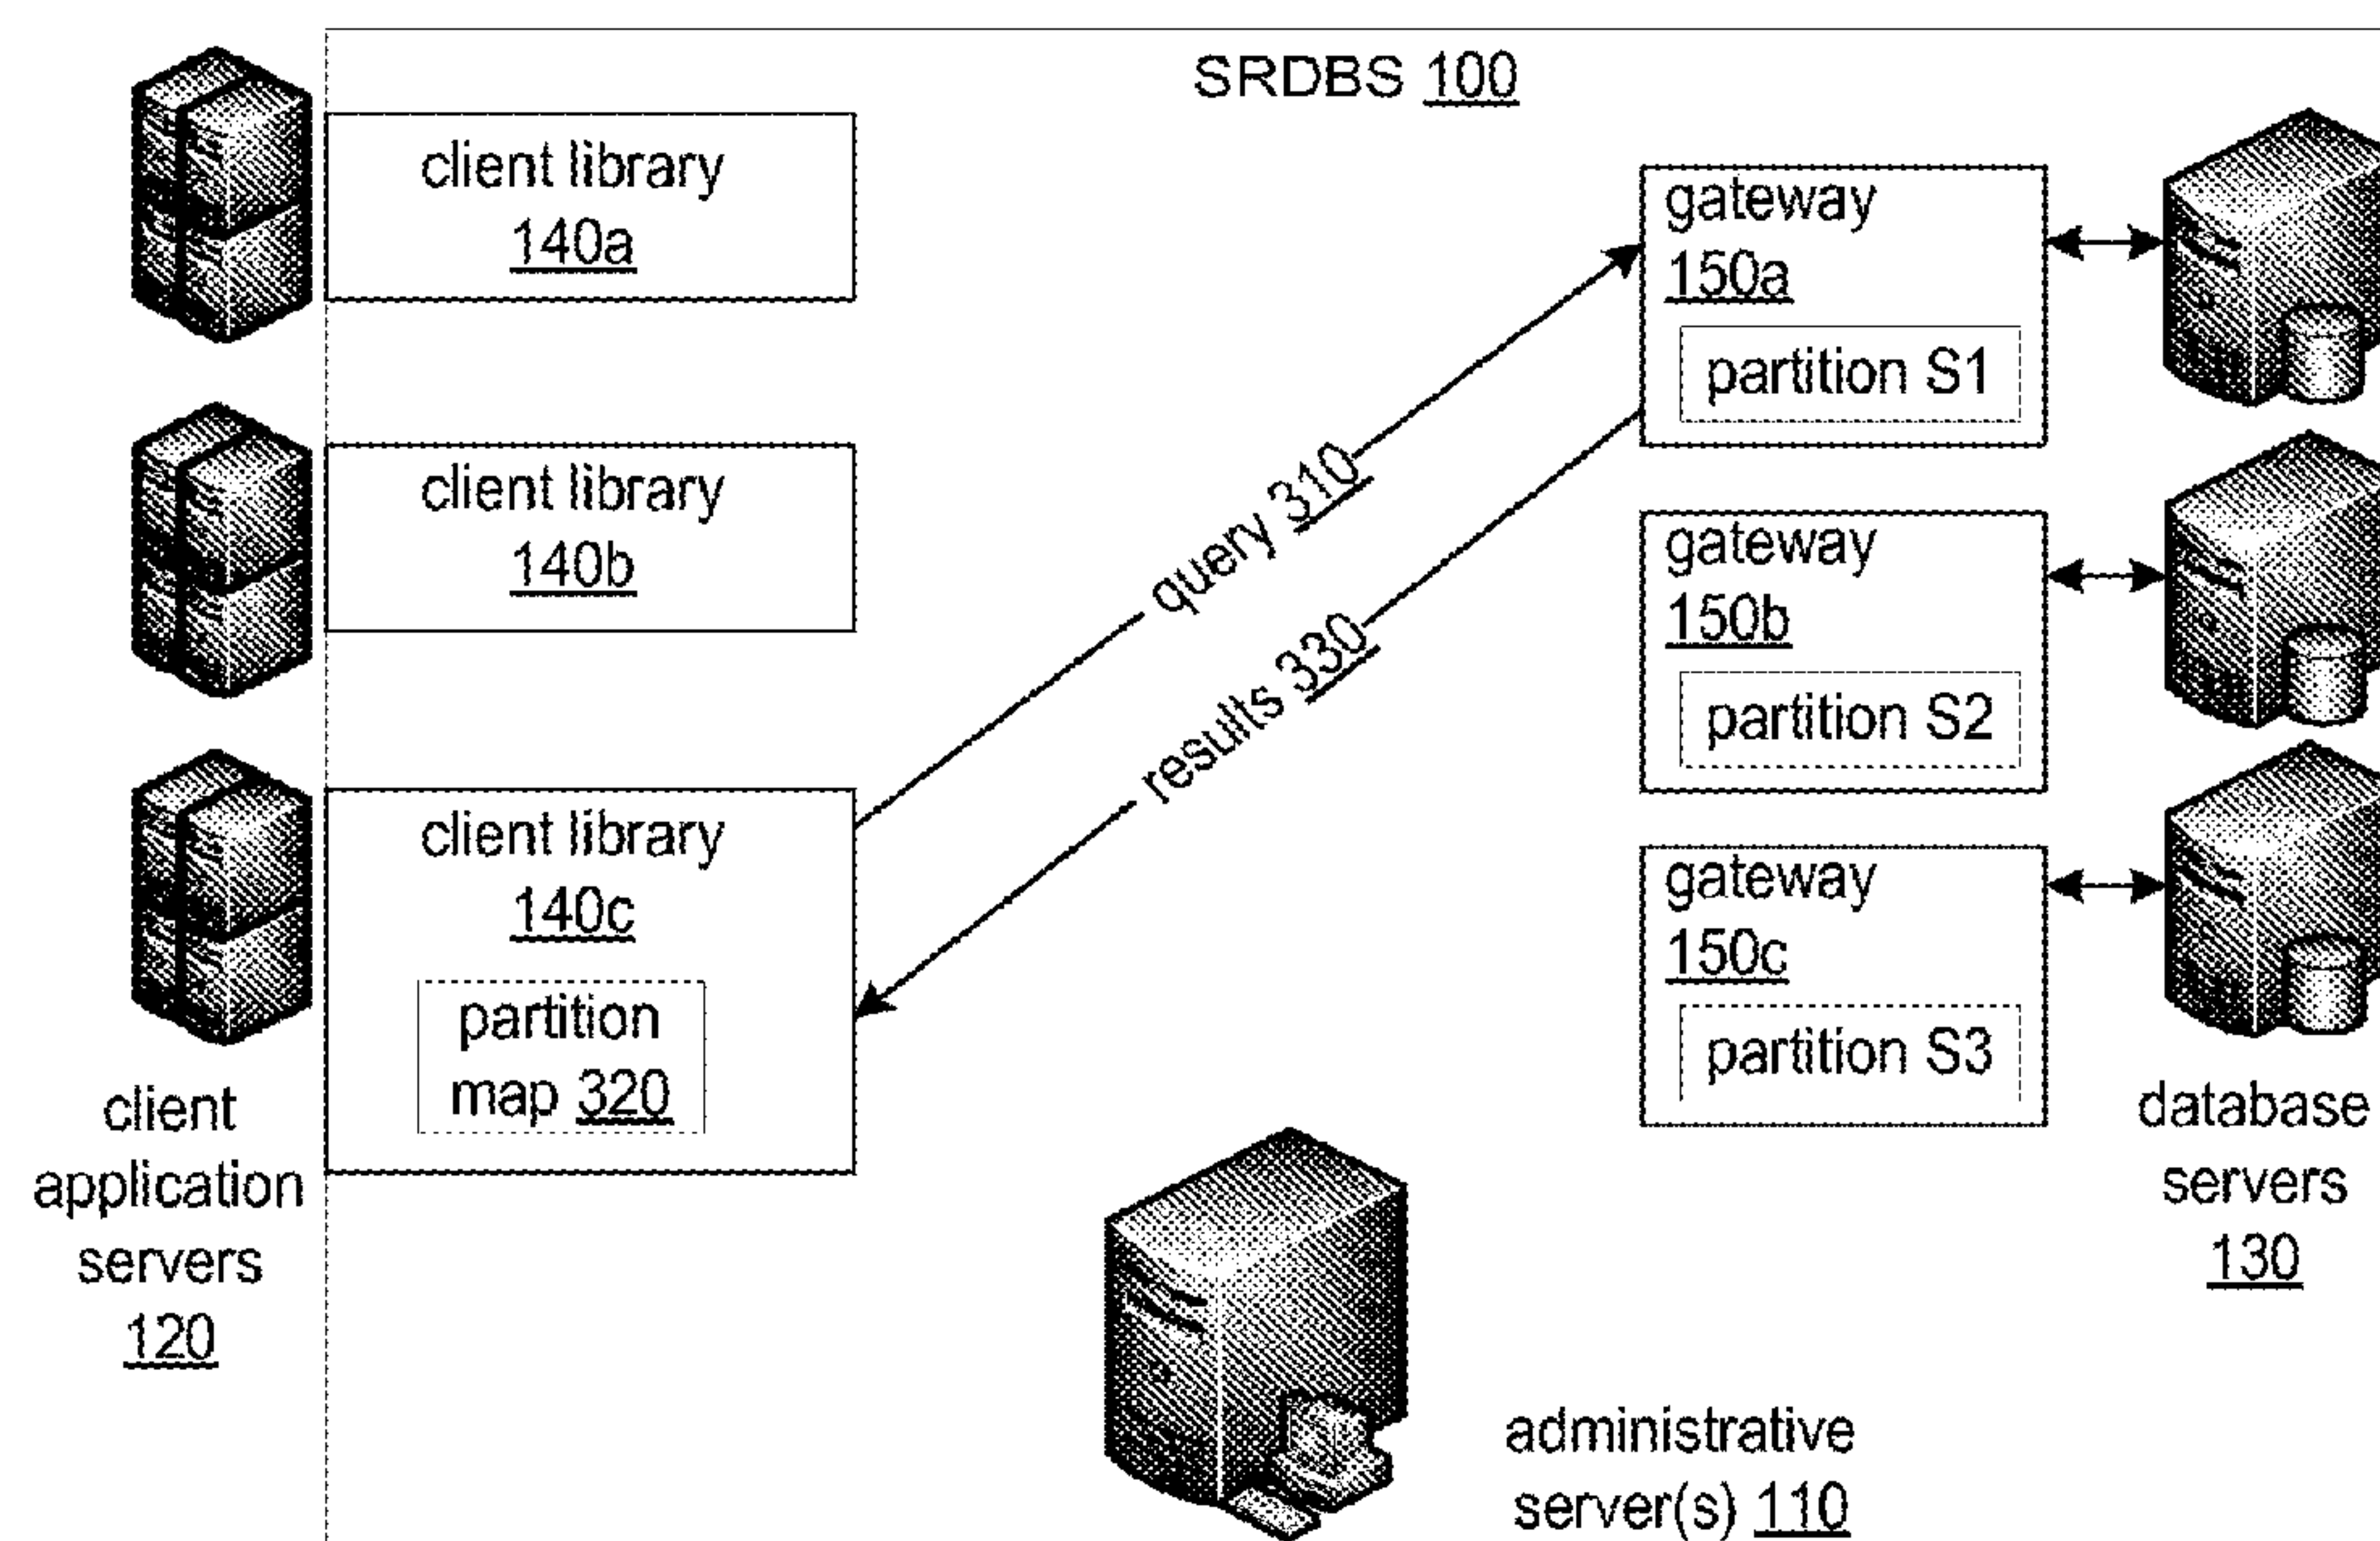 SRDBS 100
client library
140a
client library
140b
client library
140c
partition
map 320
client
application
servers
120
query 310
results 330
gateway
150a
partition S1
gateway
150b
partition S2
gateway
150c
partition S3
database
servers
130
administrative
server(s) 110